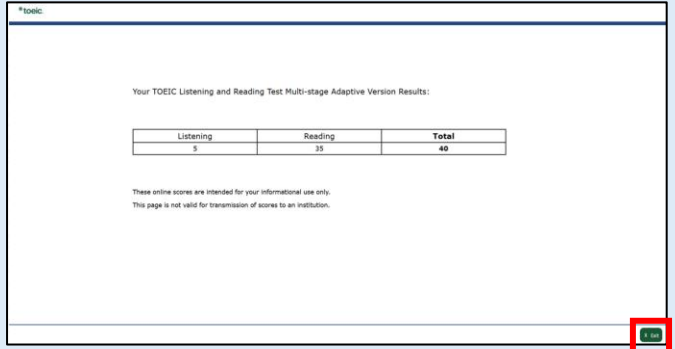 toeic.
Your TOEIC Listening and Reading Test Multi-stage Adaptive Version Results:
Listening Reading Total
5 35 40
These online scores are intended for your informational use only.
This page is not valid for transmission of scores to an institution.
Exit